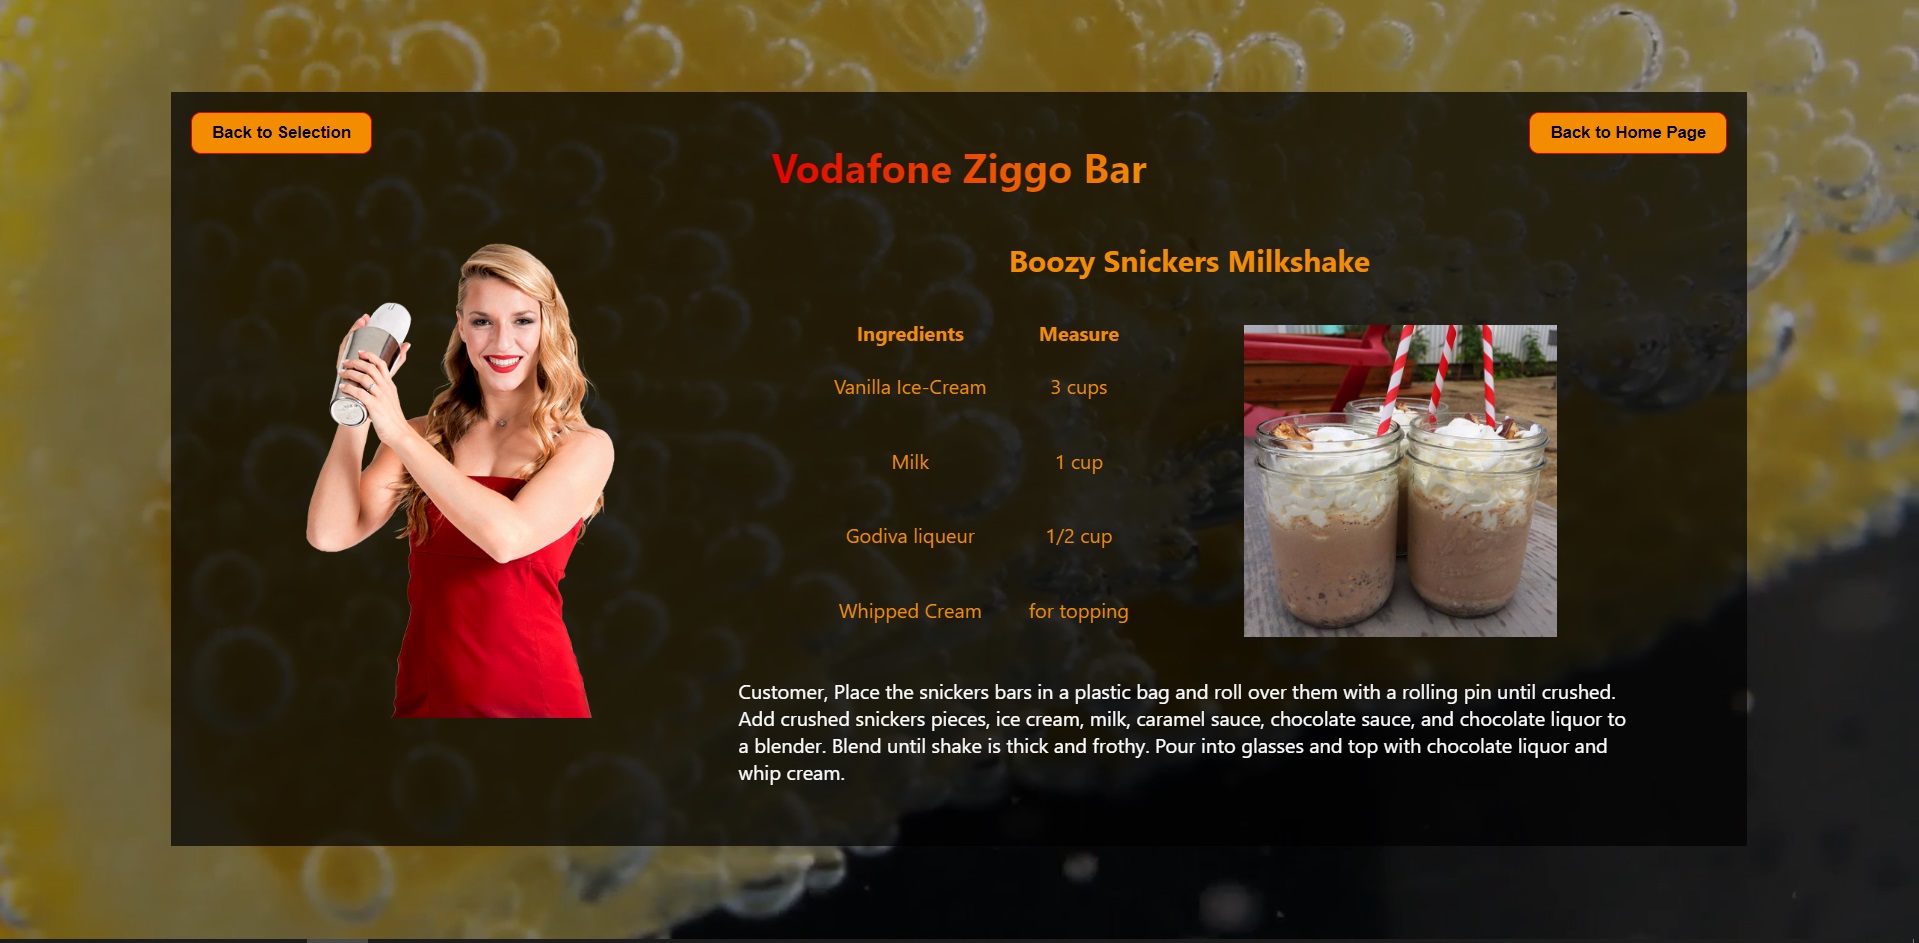 Back to Selection
Back to Home Page
Vodafone Ziggo Bar
Boozy Snickers Milkshake
Ingredients Measure
Vanilla Ice-Cream 3 cups
Milk 1 cup
Godiva liqueur 1/2 cup
Whipped Cream for topping
Customer, Place the snickers bars in a plastic bag and roll over them with a rolling pin until crushed.
Add crushed snickers pieces, ice cream, milk, caramel sauce, chocolate sauce, and chocolate liquor to
a blender. Blend until shake is thick and frothy. Pour into glasses and top with chocolate liquor and
whip cream.